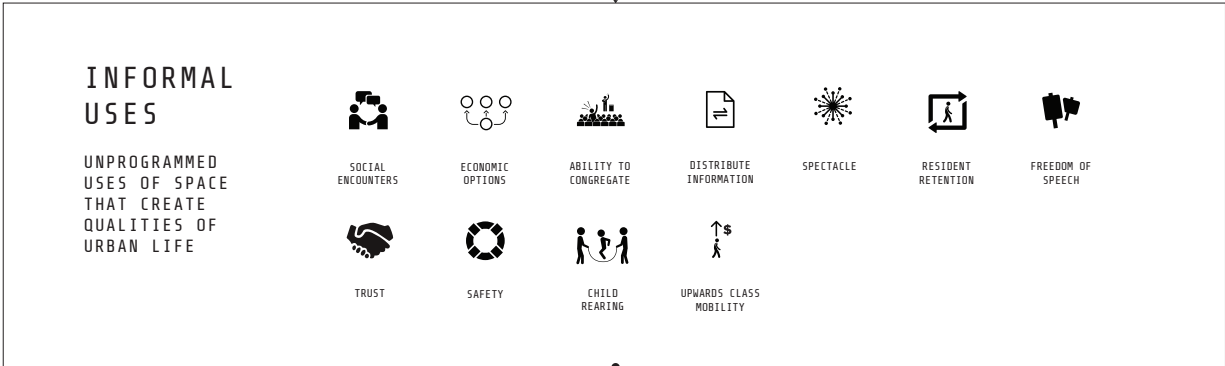 INFORMAL
USES
UNPROGRAMMED
USES OF SPACE
THAT CREATE
QUALITIES OF
URBAN LIFE
SOCIAL
ENCOUNTERS
ECONOMIC
OPTIONS
ABILITY TO
CONGREGATE
DISTRIBUTE
INFORMATION
SPECTACLE
RESIDENT
RETENTION
FREEDOM OF
SPEECH
$
TRUST
SAFETY
CHILD
REARING
UPWARDS CLASS
MOBILITY